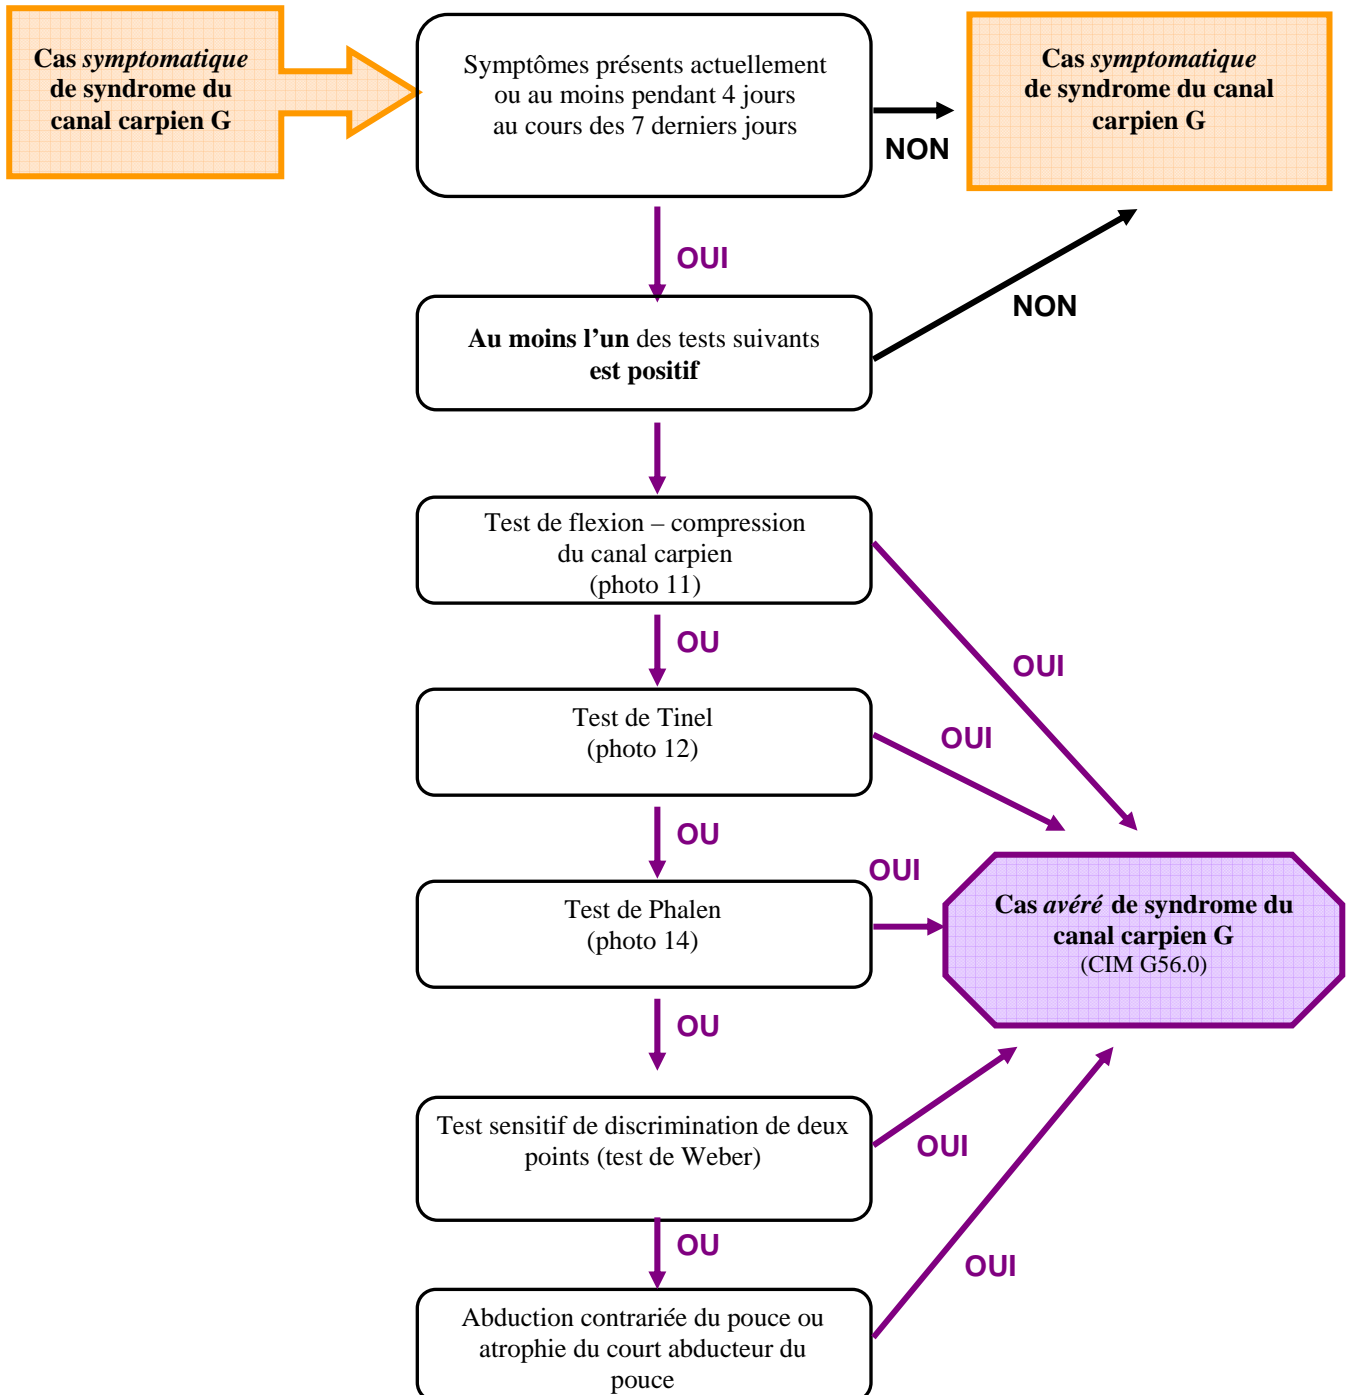 Cas symptomatique
de syndrome du
canal carpien G
Symptômes présents actuellement
ou au moins pendant 4 jours
au cours des 7 derniers jours
NON
Cas symptomatique
de syndrome du canal
carpien G
OUI
NON
Au moins l’un des tests suivants
est positif
Test de flexion – compression
du canal carpien
(photo 11)
OUI
OU
Test de Tinel
(photo 12)
OUI
OU
Test de Phalen
(photo 14)
OUI
Cas avéré de syndrome du
canal carpien G
(CIM G56.0)
OU
Test sensitif de discrimination de deux
points (test de Weber)
OUI
OU
Abduction contrariée du pouce ou
atrophie du court abducteur du
pouce
OUI